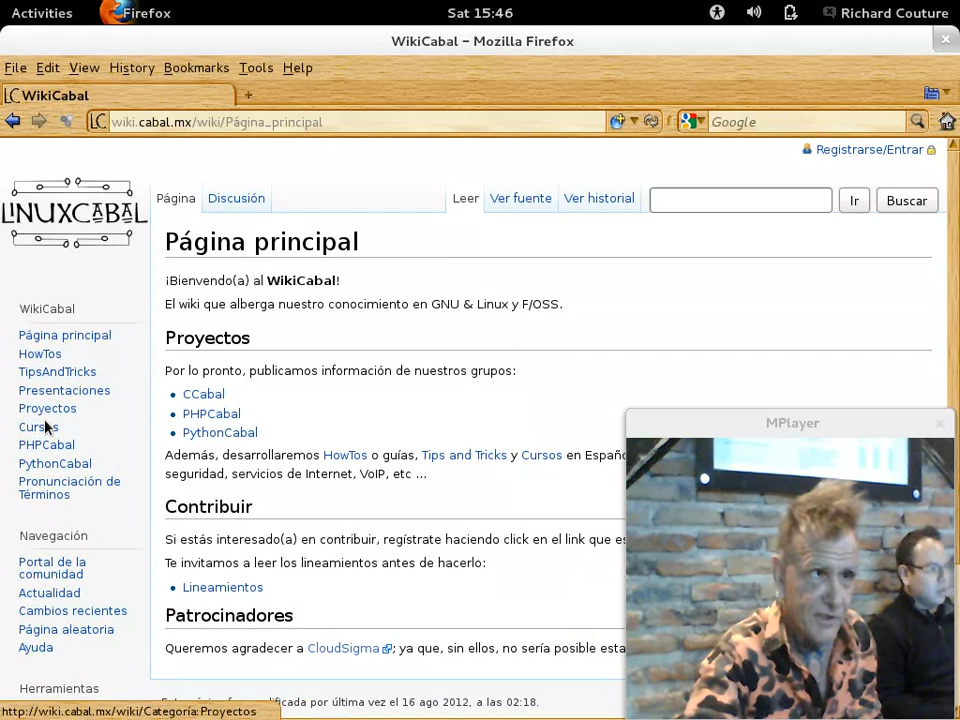 Activities Firefox Sat 15:46 Richard Couture
WikiCabal – Mozilla Firefox
File Edit View History Bookmarks Tools Help
WikiCabal
wiki.cabal.mx/wiki/Página_principal Google
Registrarse/Entrar
LINUXCABAL
Página Discusión Leer Ver fuente Ver historial Ir Buscar
Página principal
¡Bienvenido(a) al WikiCabal!
El wiki que alberga nuestro conocimiento en GNU & Linux y F/OSS.
Proyectos
Por lo pronto, publicamos información de nuestros grupos:
CCabal
PHPCabal
PythonCabal
Además, desarrollaremos HowTos o guías, Tips and Tricks y Cursos en Españo
seguridad, servicios de Internet, VoIP, etc ...
Contribuir
Si estás interesado(a) en contribuir, regístrate haciendo click en el link que es
Te invitamos a leer los lineamientos antes de hacerlo:
Lineamientos
Patrocinadores
Queremos agradecer a CloudSigma; ya que, sin ellos, no sería posible esta
ficada por última vez el 16 ago 2012, a las 02:18.
WikiCabal
Página principal
HowTos
TipsAndTricks
Presentaciones
Proyectos
Cursos
PHPCabal
PythonCabal
Pronunciación de
Términos
Navegación
Portal de la
comunidad
Actualidad
Cambios recientes
Página aleatoria
Ayuda
Herramientas
http://wiki.cabal.mx/wiki/Categoría:Proyectos
MPlayer